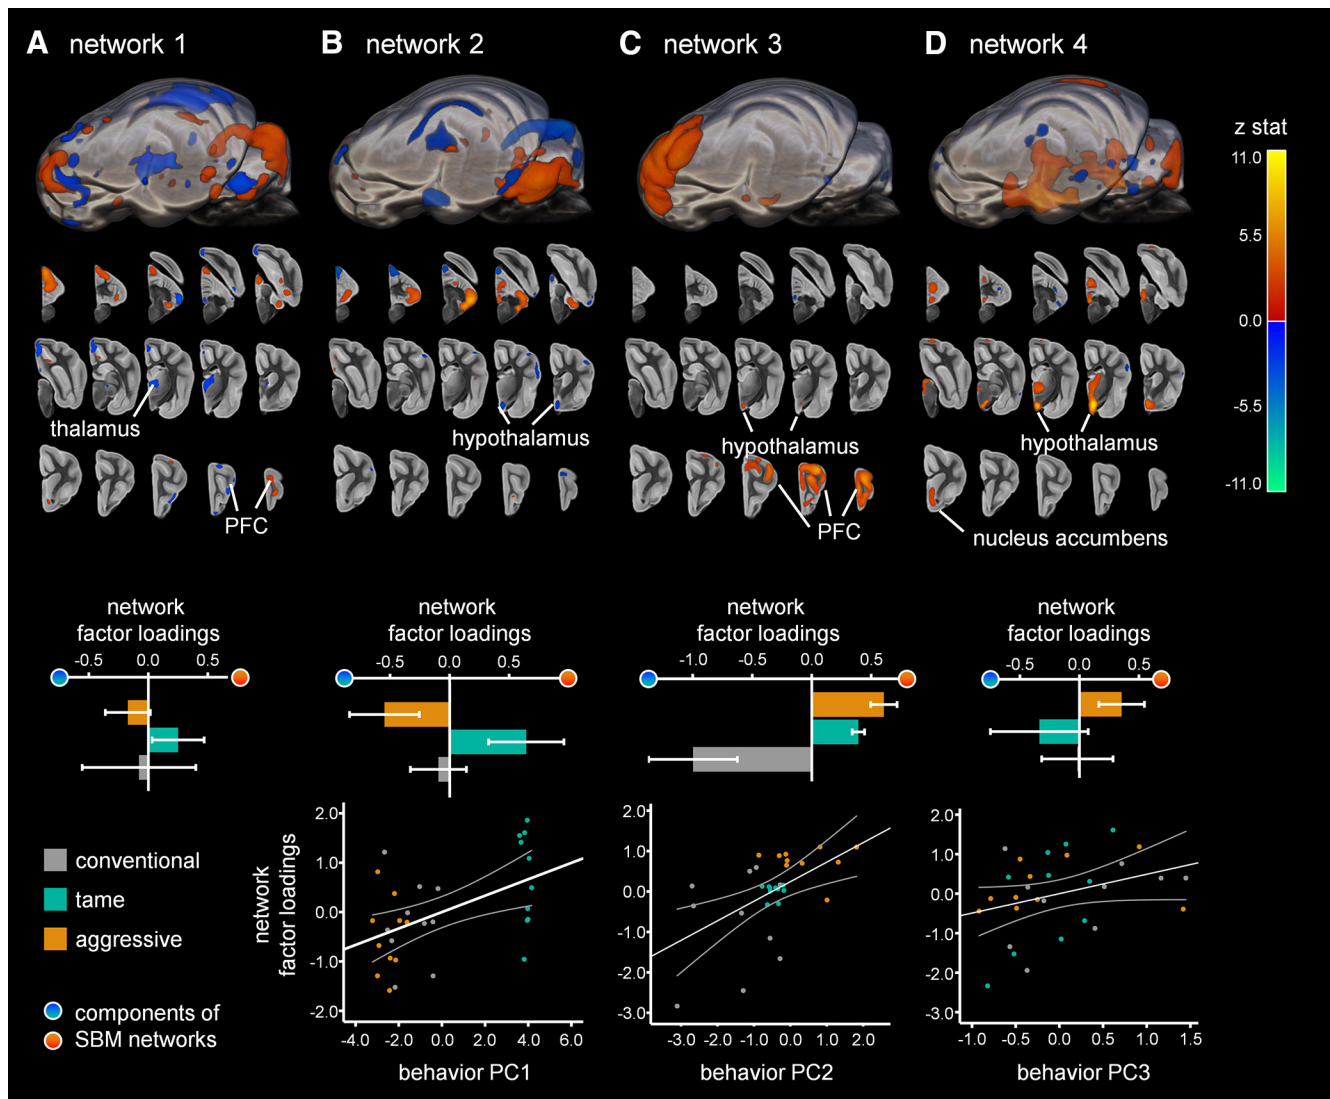 A network 1
B network 2
C network 3
D network 4
z stat
11.0
5.5
0.0
-5.5
-11.0
thalamus
hypothalamus
hypothalamus
hypothalamus
PFC
PFC
nucleus accumbens
network
factor loadings
-0.5 0.0 0.5
network
factor loadings
-0.5 0.0 0.5
network
factor loadings
-1.0 0.0 0.5
network
factor loadings
-0.5 0.0 0.5
conventional
tame
aggressive
components of
SBM networks
network
factor loadings
2.0
1.0
0.0
-1.0
-2.0
-4.0 -2.0 0.0 2.0 4.0 6.0
behavior PC1
2.0
1.0
0.0
-1.0
-2.0
-3.0
-3.0 -2.0 -1.0 0.0 1.0 2.0
behavior PC2
2.0
1.0
0.0
-1.0
-2.0
-3.0
-1.0 -0.5 0.0 0.5 1.0 1.5
behavior PC3